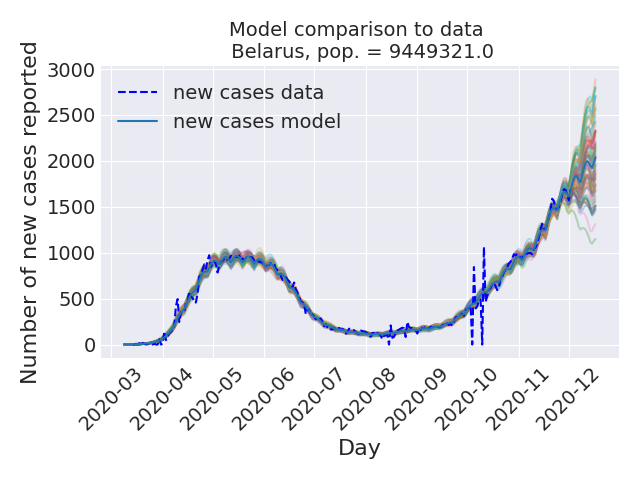 Model comparison to data
Belarus, pop. = 9449321.0
Number of new cases reported
3000
2500
2000
1500
1000
500
0
new cases data
new cases model
2020-03
2020-04
2020-05
2020-06
2020-07
2020-08
2020-09
2020-10
2020-11
2020-12
Day